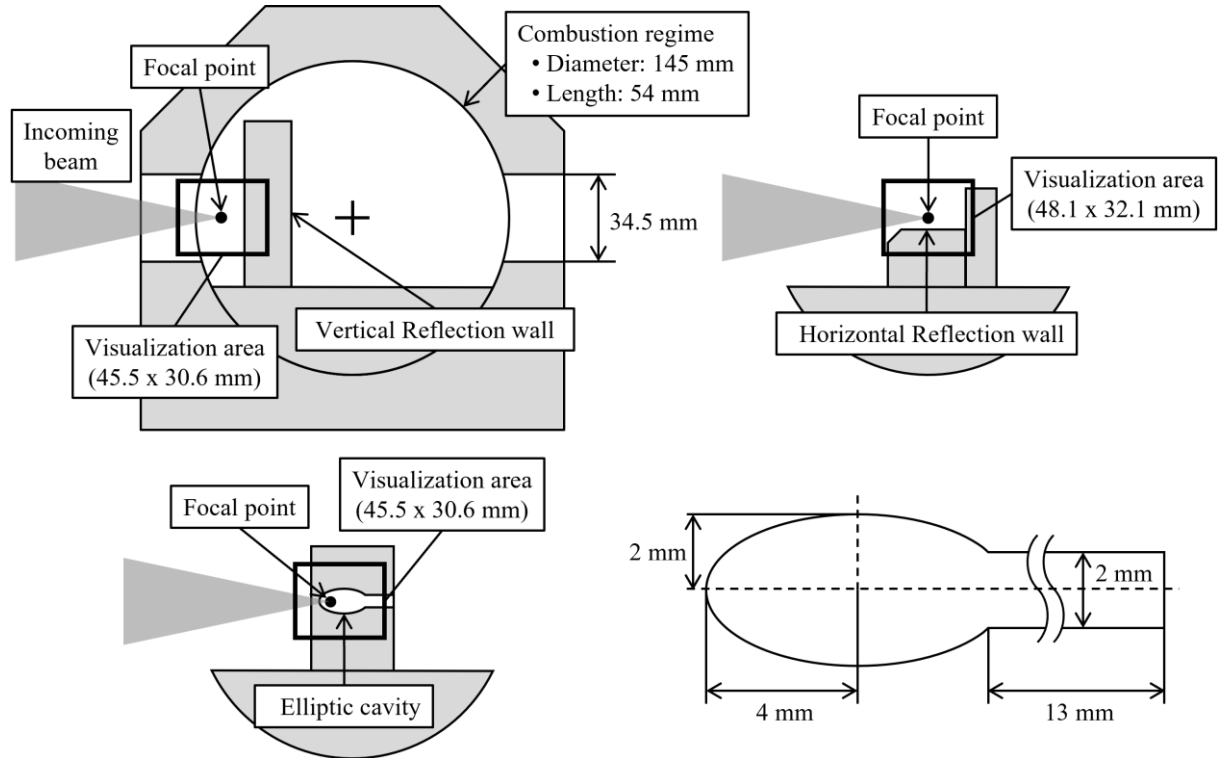 Combustion regime
• Diameter: 145 mm
• Length: 54 mm
Focal point
Incoming
beam
34.5 mm
Vertical Reflection wall
Visualization area
(45.5 x 30.6 mm)
Focal point
Visualization area
(48.1 x 32.1 mm)
Horizontal Reflection wall
Visualization area
(45.5 x 30.6 mm)
Focal point
Elliptic cavity
2 mm
2 mm
4 mm
13 mm